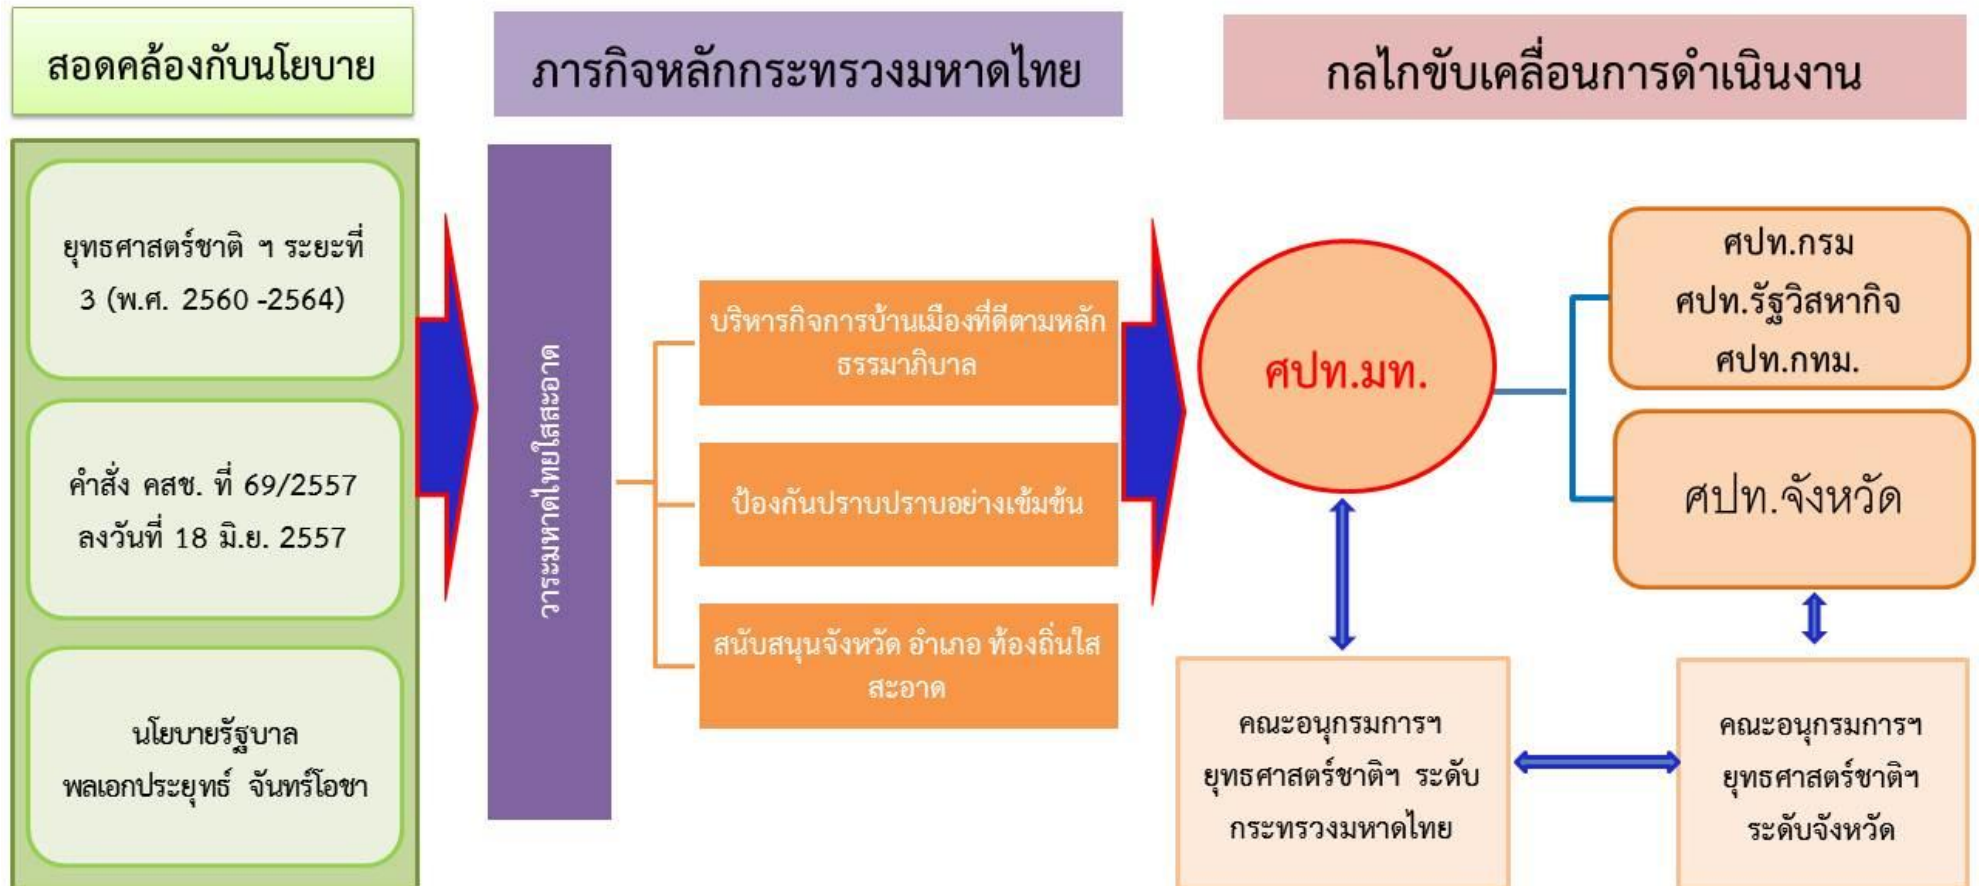 สอดคล้องกับนโยบาย
ยุทธศาสตร์ชาติ ฯ ระยะที่
3 (พ.ศ. 2560 -2564)
คำสั่ง คสช. ที่ 69/2557
ลงวันที่ 18 มิ.ย. 2557
นโยบายรัฐบาล
พลเอกประยุทธ์ จันทร์โอชา
ภารกิจหลักกระทรวงมหาดไทย
วาระมหาดไทยใสสะอาด
บริหารกิจการบ้านเมืองที่ดีตามหลัก
ธรรมาภิบาล
ป้องกันปราบปราบอย่างเข้มข้น
สนับสนุนจังหวัด อำเภอ ท้องถิ่นใส
สะอาด
กลไกขับเคลื่อนการดำเนินงาน
ศปท.มท.
ศปท.กรม
ศปท.รัฐวิสหากิจ
ศปท.กทม.
ศปท.จังหวัด
คณะอนุกรมการฯ
ยุทธศาสตร์ชาติฯ ระดับ
กระทรวงมหาดไทย
คณะอนุกรมการฯ
ยุทธศาสตร์ชาติฯ
ระดับจังหวัด